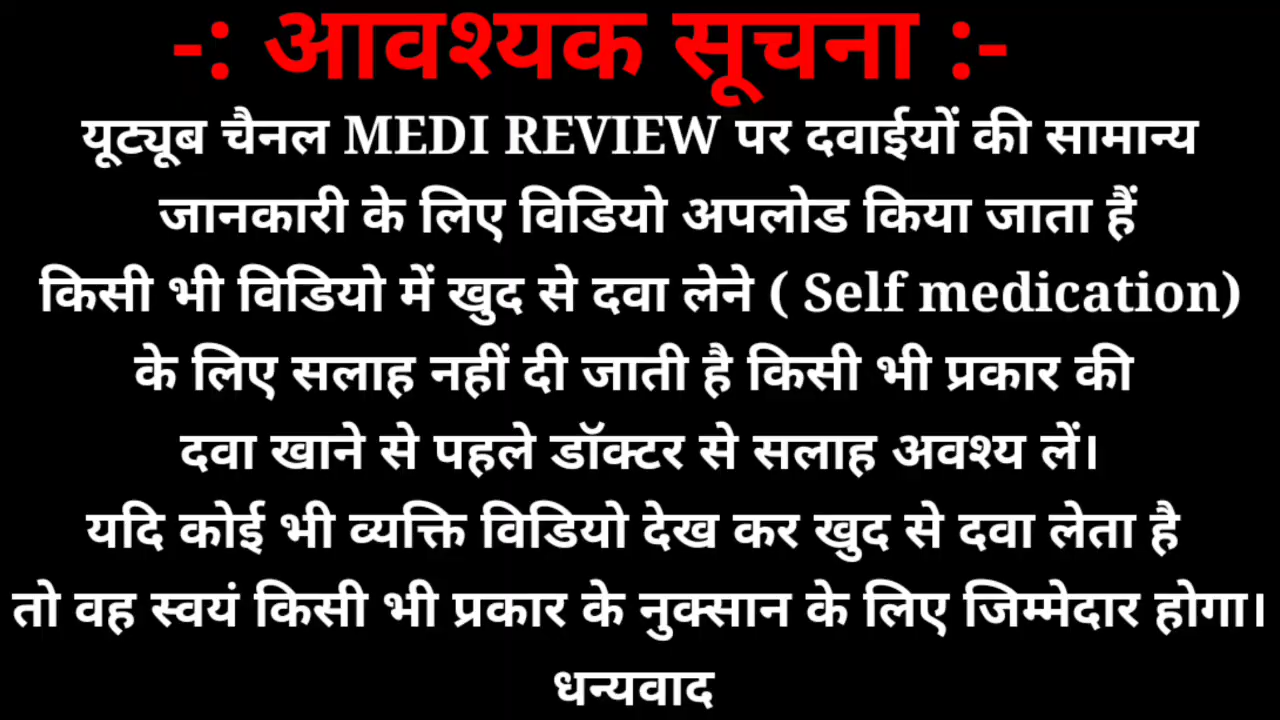 -: आवश्यक सूचना :-
यूट्यूब चैनल MEDI REVIEW पर दवाईयों की सामान्य
जानकारी के लिए विडियो अपलोड किया जाता हैं
किसी भी विडियो में खुद से दवा लेने ( Self medication)
के लिए सलाह नहीं दी जाती है किसी भी प्रकार की
दवा खाने से पहले डॉक्टर से सलाह अवश्य लें।
यदि कोई भी व्यक्ति विडियो देख कर खुद से दवा लेता है
तो वह स्वयं किसी भी प्रकार के नुक्सान के लिए जिम्मेदार होगा।
धन्यवाद